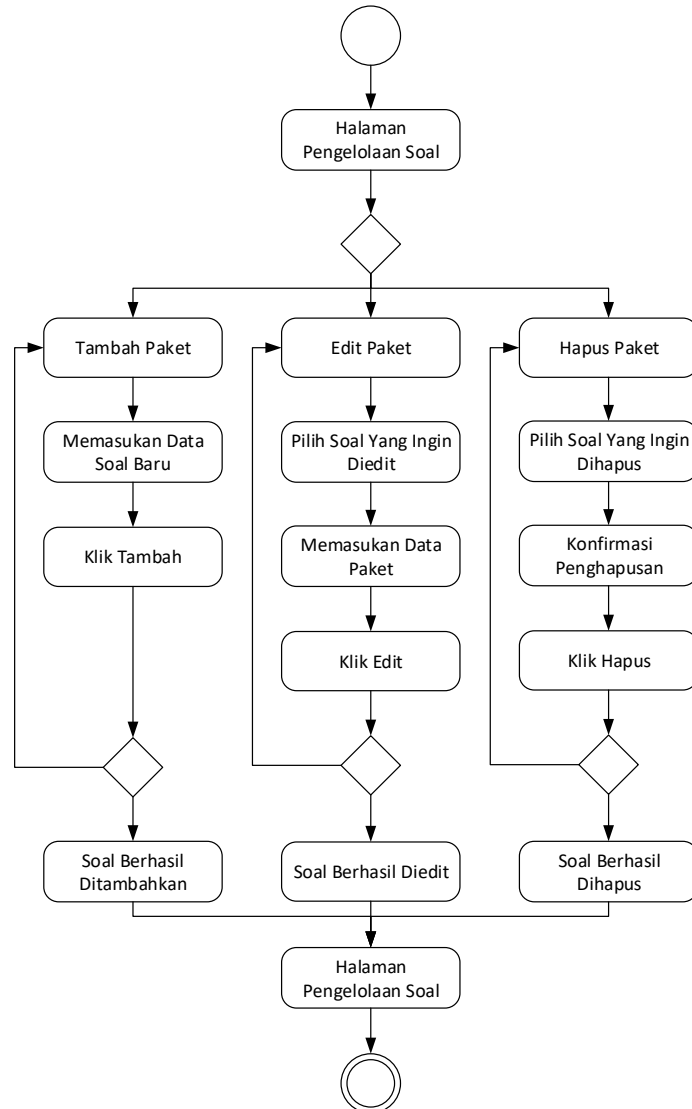 Halaman
Pengelolaan Soal
Tambah Paket
Edit Paket
Hapus Paket
Memasukan Data
Soal Baru
Pilih Soal Yang Ingin
Diedit
Pilih Soal Yang Ingin
Dihapus
Klik Tambah
Memasukan Data
Paket
Konfirmasi
Penghapusan
Klik Edit
Klik Hapus
Soal Berhasil
Ditambahkan
Soal Berhasil Diedit
Soal Berhasil
Dihapus
Halaman
Pengelolaan Soal